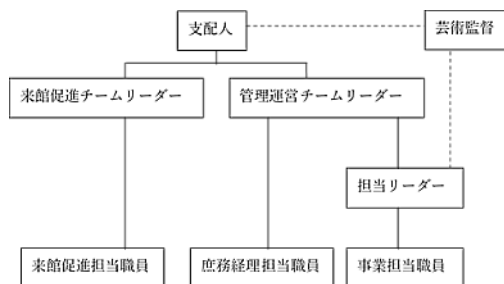 支配人
芸術監督
来館促進チームリーダー
管理運営チームリーダー
担当リーダー
来館促進担当職員
庶務経理担当職員
事業担当職員